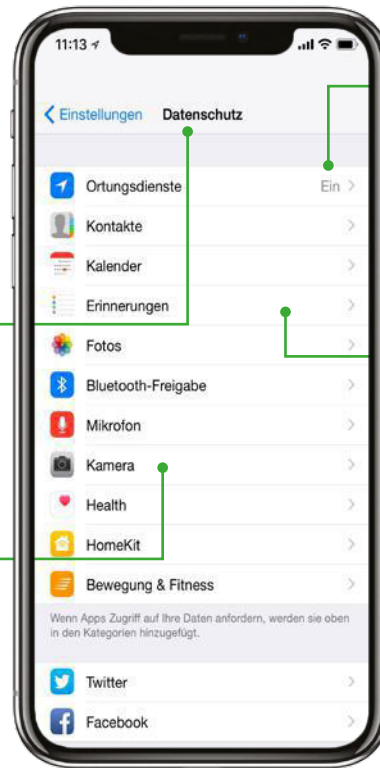 11:13
Einstellungen Datenschutz
Ortungsdienste Ein
Kontakte
Kalender
Erinnerungen
Fotos
Bluetooth-Freigabe
Mikrofon
Kamera
Health
HomeKit
Bewegung & Fitness
Wenn Apps Zugriff auf Ihre Daten anfordern, werden sie oben
in den Kategorien hinzugefügt.
Twitter
Facebook